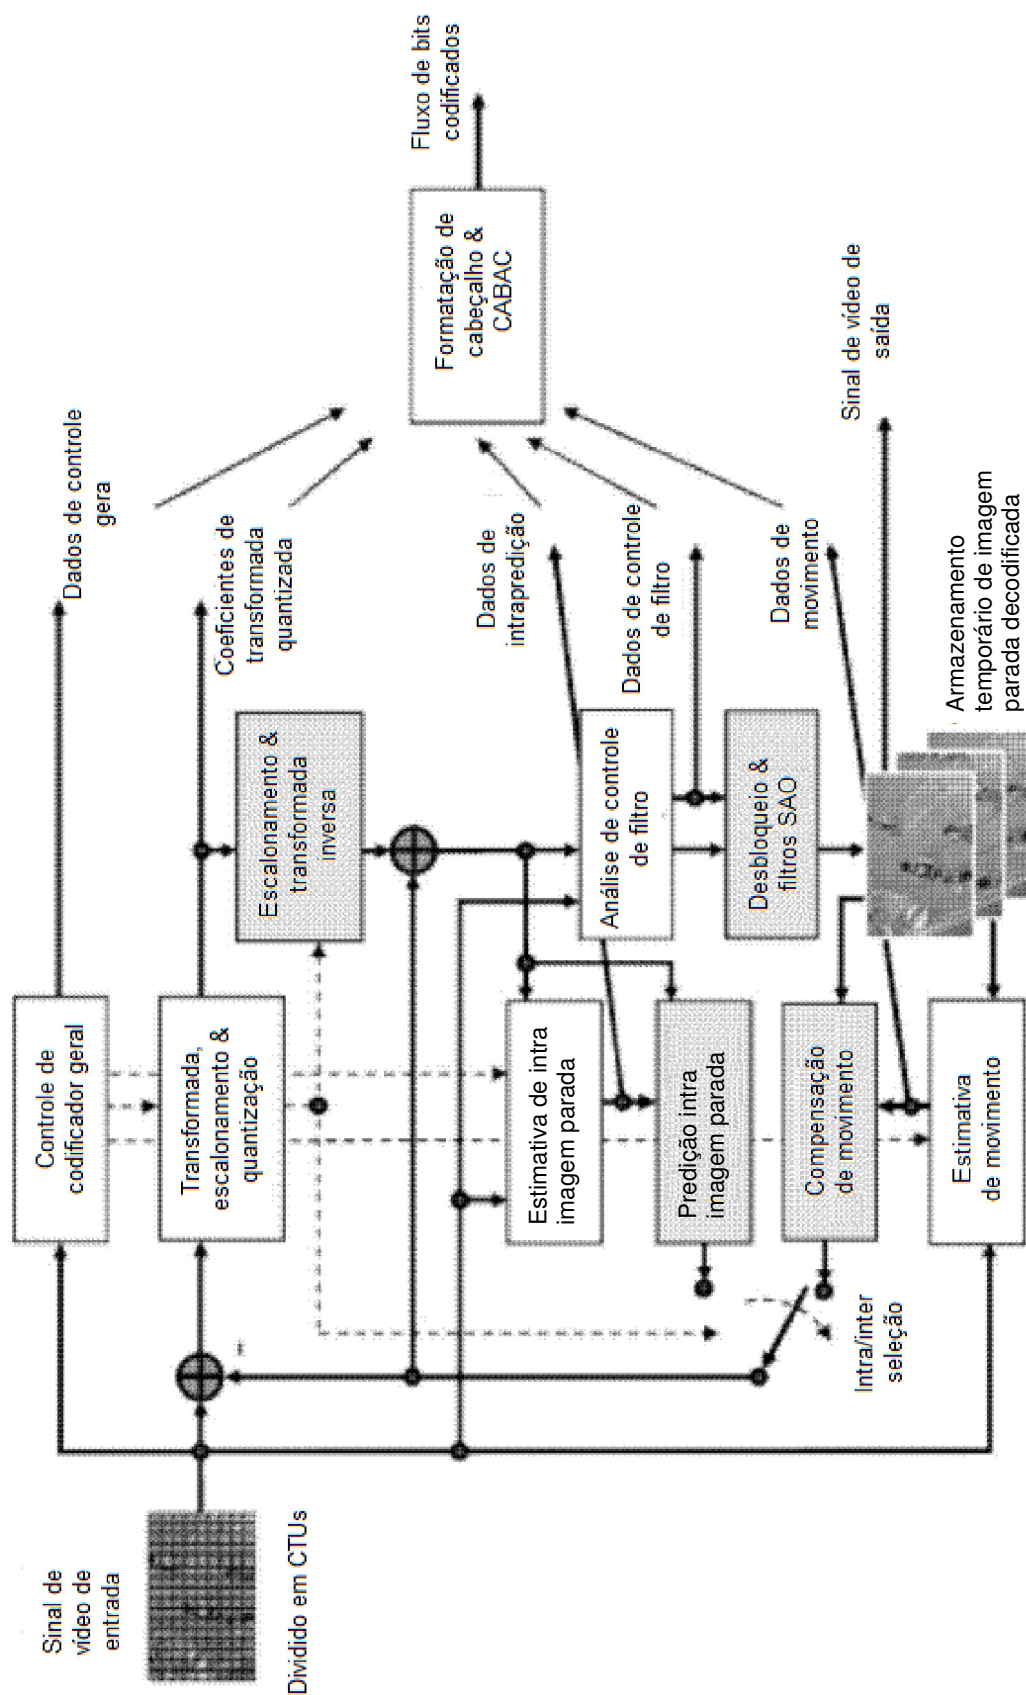 Sinal de
vídeo de
entrada
Dividido em CTUs
Controle de
codificador geral
Dados de controle
gera
Transformada,
escalonamento &
quantização
Coeficientes de
transformada
quantizada
Escalonamento &
transformada
inversa
Formatação de
cabeçalho &
CABAC
Fluxo de bits
codificados
Estimativa de intra
imagem parada
Dados de
intrapredição
Análise de controle
de filtro
Dados de controle
de filtro
Predição intra
imagem parada
Desbloqueio &
filtros SAO
Compensação
de movimento
Dados de
movimento
Intra/inter
seleção
Estimativa
de movimento
Sinal de vídeo de
saída
Armazenamento
temporário de imagem
parada decodificada